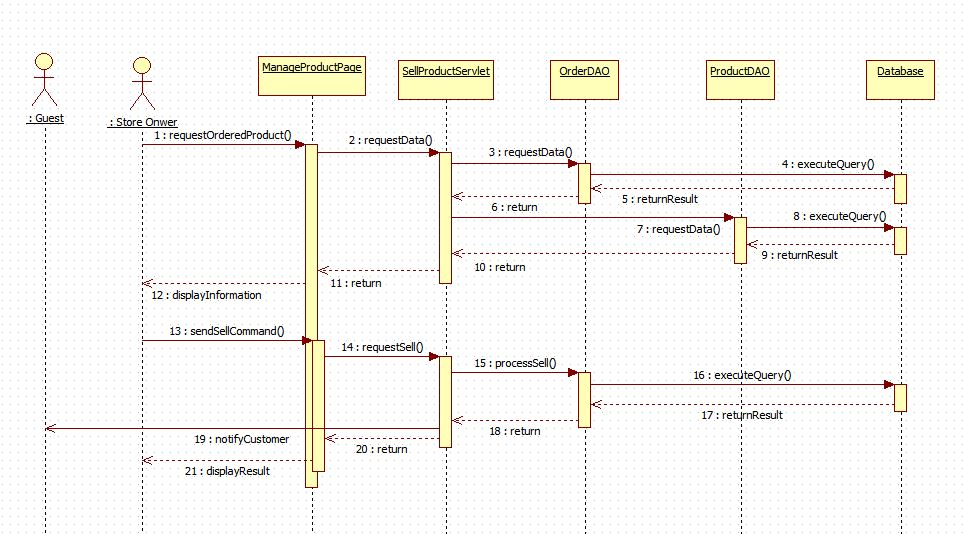 ManageProductPage
SellProductServlet
OrderDAO
ProductDAO
Database
: Guest
: Store Onwer
1 : requestOrderedProduct()
2 : requestData()
3 : requestData()
4 : executeQuery()
5 : returnResult
6 : return
7 : requestData()
8 : executeQuery()
9 : returnResult
10 : return
11 : return
12 : displayInformation
13 : sendSellCommand()
14 : requestSell()
15 : processSell()
16 : executeQuery()
17 : returnResult
18 : return
19 : notifyCustomer
20 : return
21 : displayResult